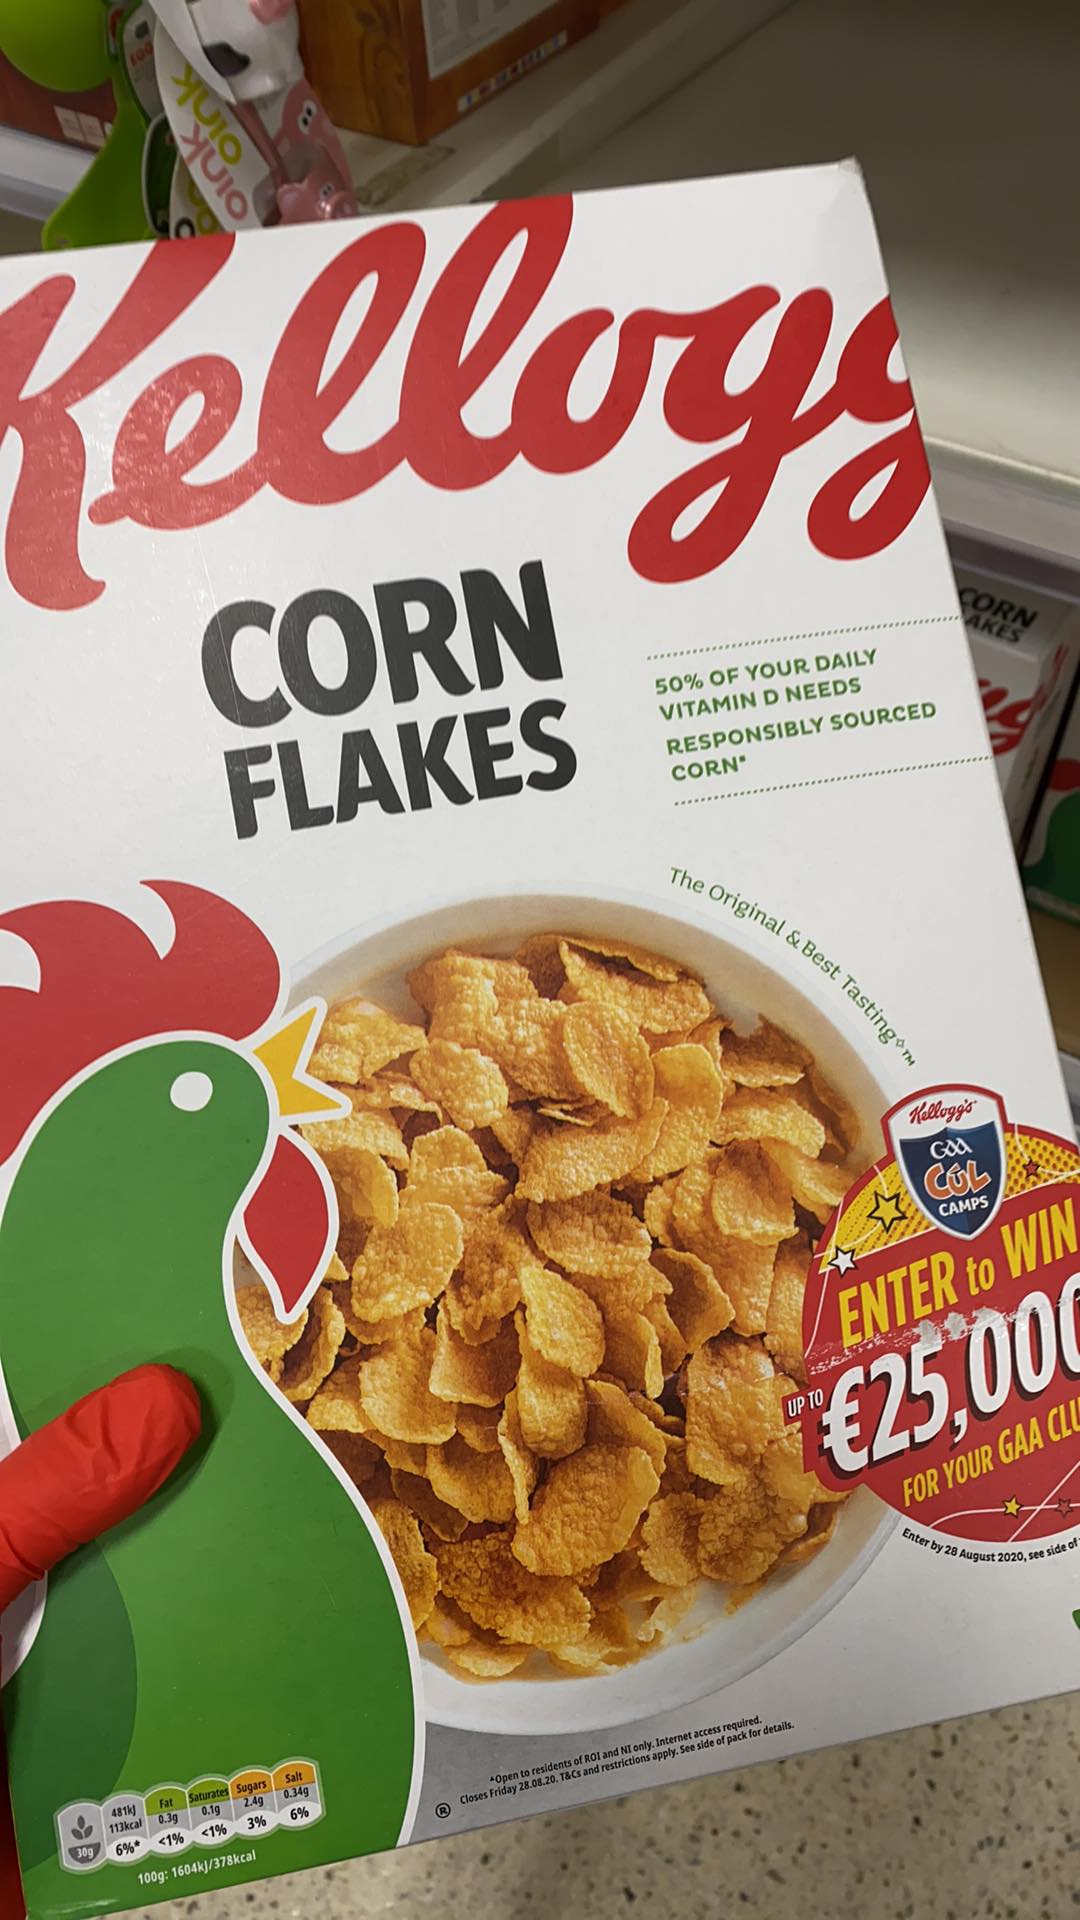 oink
oink
oink
Kellogg
CORN
FLAKES
50% OF YOUR DAILY
VITAMIN D NEEDS
RESPONSIBLY SOURCED
CORN*
The Original & Best Tasting™
CORN
AKES
Kellogg's
GAA
CÚL
CAMPS
ENTER to WIN
UP TO €25,000
FOR YOUR GAA CLU
Enter by 28 August 2020, see side of
*Open to residents of ROI and NI only. Internet access required.
Closes Friday 28.08.20. T&Cs and restrictions apply. See side of pack for details.
®
30g
481kJ
113kcal
6%*
Fat
0.3g
<1%
Saturates
0.1g
<1%
Sugars
2.4g
3%
Salt
0.34g
6%
100g: 1604kJ/378kcal